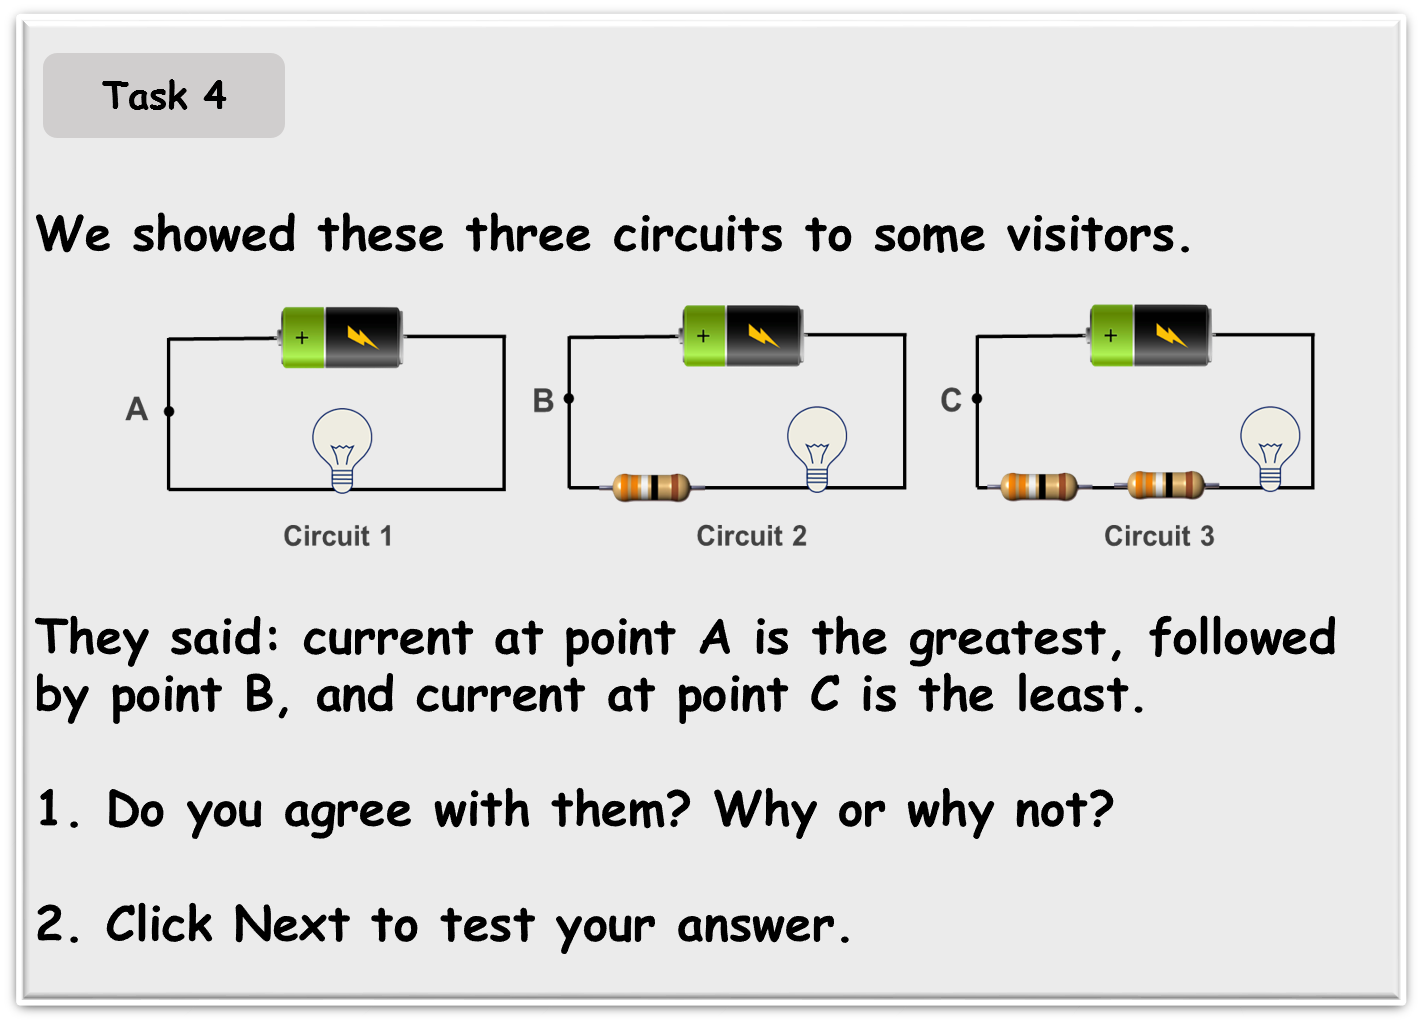 Task 4
We showed these three circuits to some visitors.
+ + +
A B C
Circuit 1 Circuit 2 Circuit 3
They said: current at point A is the greatest, followed
by point B, and current at point C is the least.
1. Do you agree with them? Why or why not?
2. Click Next to test your answer.